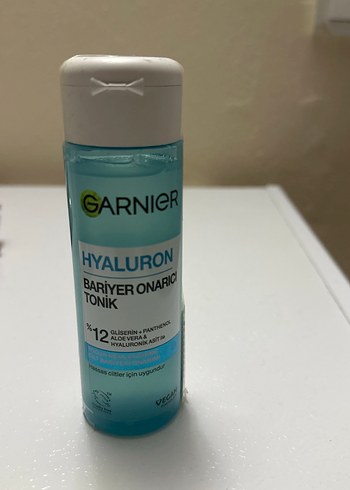 GARNIER
HYALURON
BARİYER ONARICI
TONİK
%12 GLİSERİN + PANTHENOL
ALOE VERA &
HYALURONİK ASİT ile
Hassas ciltler için uygundur
VEGAN